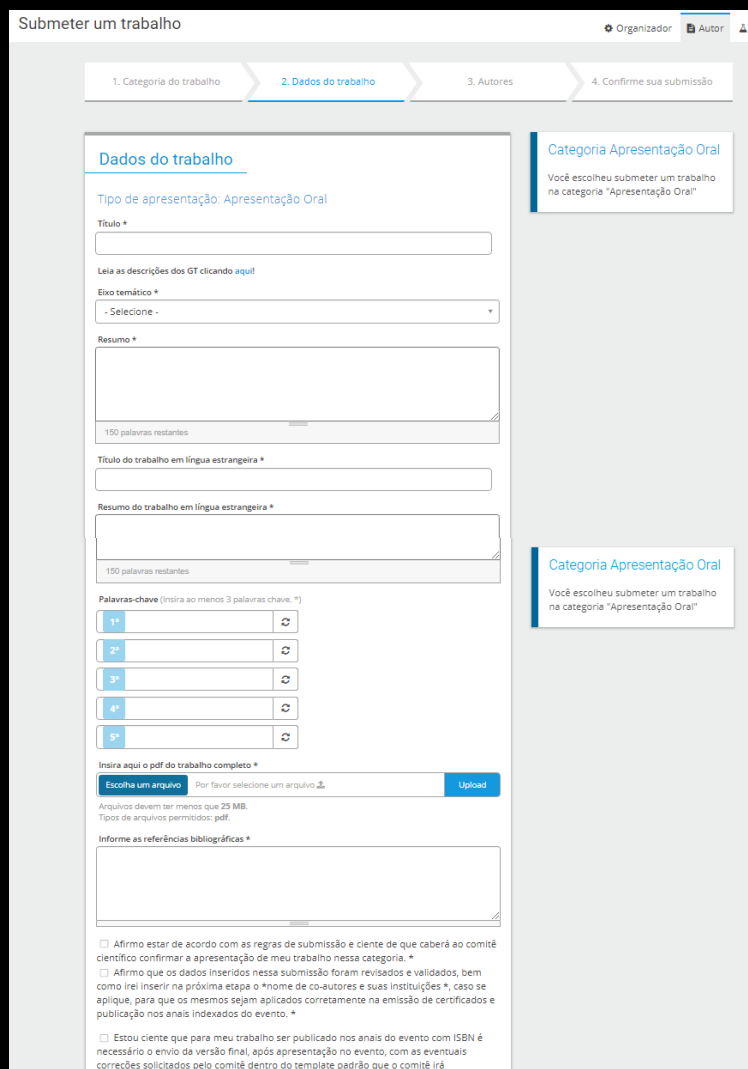 Submeter um trabalho
Organizador
Autor
1. Categoria do trabalho
2. Dados do trabalho
3. Autores
4. Confirme sua submissão
Dados do trabalho
Categoria Apresentação Oral
Você escolheu submeter um trabalho
na categoria "Apresentação Oral"
Tipo de apresentação: Apresentação Oral
Título *
Leia as descrições dos GT clicando aqui!
Eixo temático *
- Selecione -
Resumo *
150 palavras restantes
Título do trabalho em língua estrangeira *
Resumo do trabalho em língua estrangeira *
150 palavras restantes
Categoria Apresentação Oral
Você escolheu submeter um trabalho
na categoria "Apresentação Oral"
Palavras-chave (Insira ao menos 3 palavras chave. *)
1ª
2ª
3ª
4ª
5ª
Insira aqui o pdf do trabalho completo *
Escolha um arquivo
Por favor selecione um arquivo
Upload
Arquivos devem ter menos que 25 MB.
Tipos de arquivos permitidos: pdf.
Informe as referências bibliográficas *
Afirmo estar de acordo com as regras de submissão e ciente de que caberá ao comitê
científico confirmar a apresentação de meu trabalho nessa categoria. *
Afirmo que os dados inseridos nessa submissão foram revisados e validados, bem
como irei inserir na próxima etapa o *nome de co-autores e suas instituições *, caso se
aplique, para que os mesmos sejam aplicados corretamente na emissão de certificados e
publicação nos anais indexados do evento. *
Estou ciente que para meu trabalho ser publicado nos anais do evento com ISBN é
necessário o envio da versão final, após apresentação no evento, com as eventuais
correções solicitados pelo comitê dentro do template padrão que o comitê irá